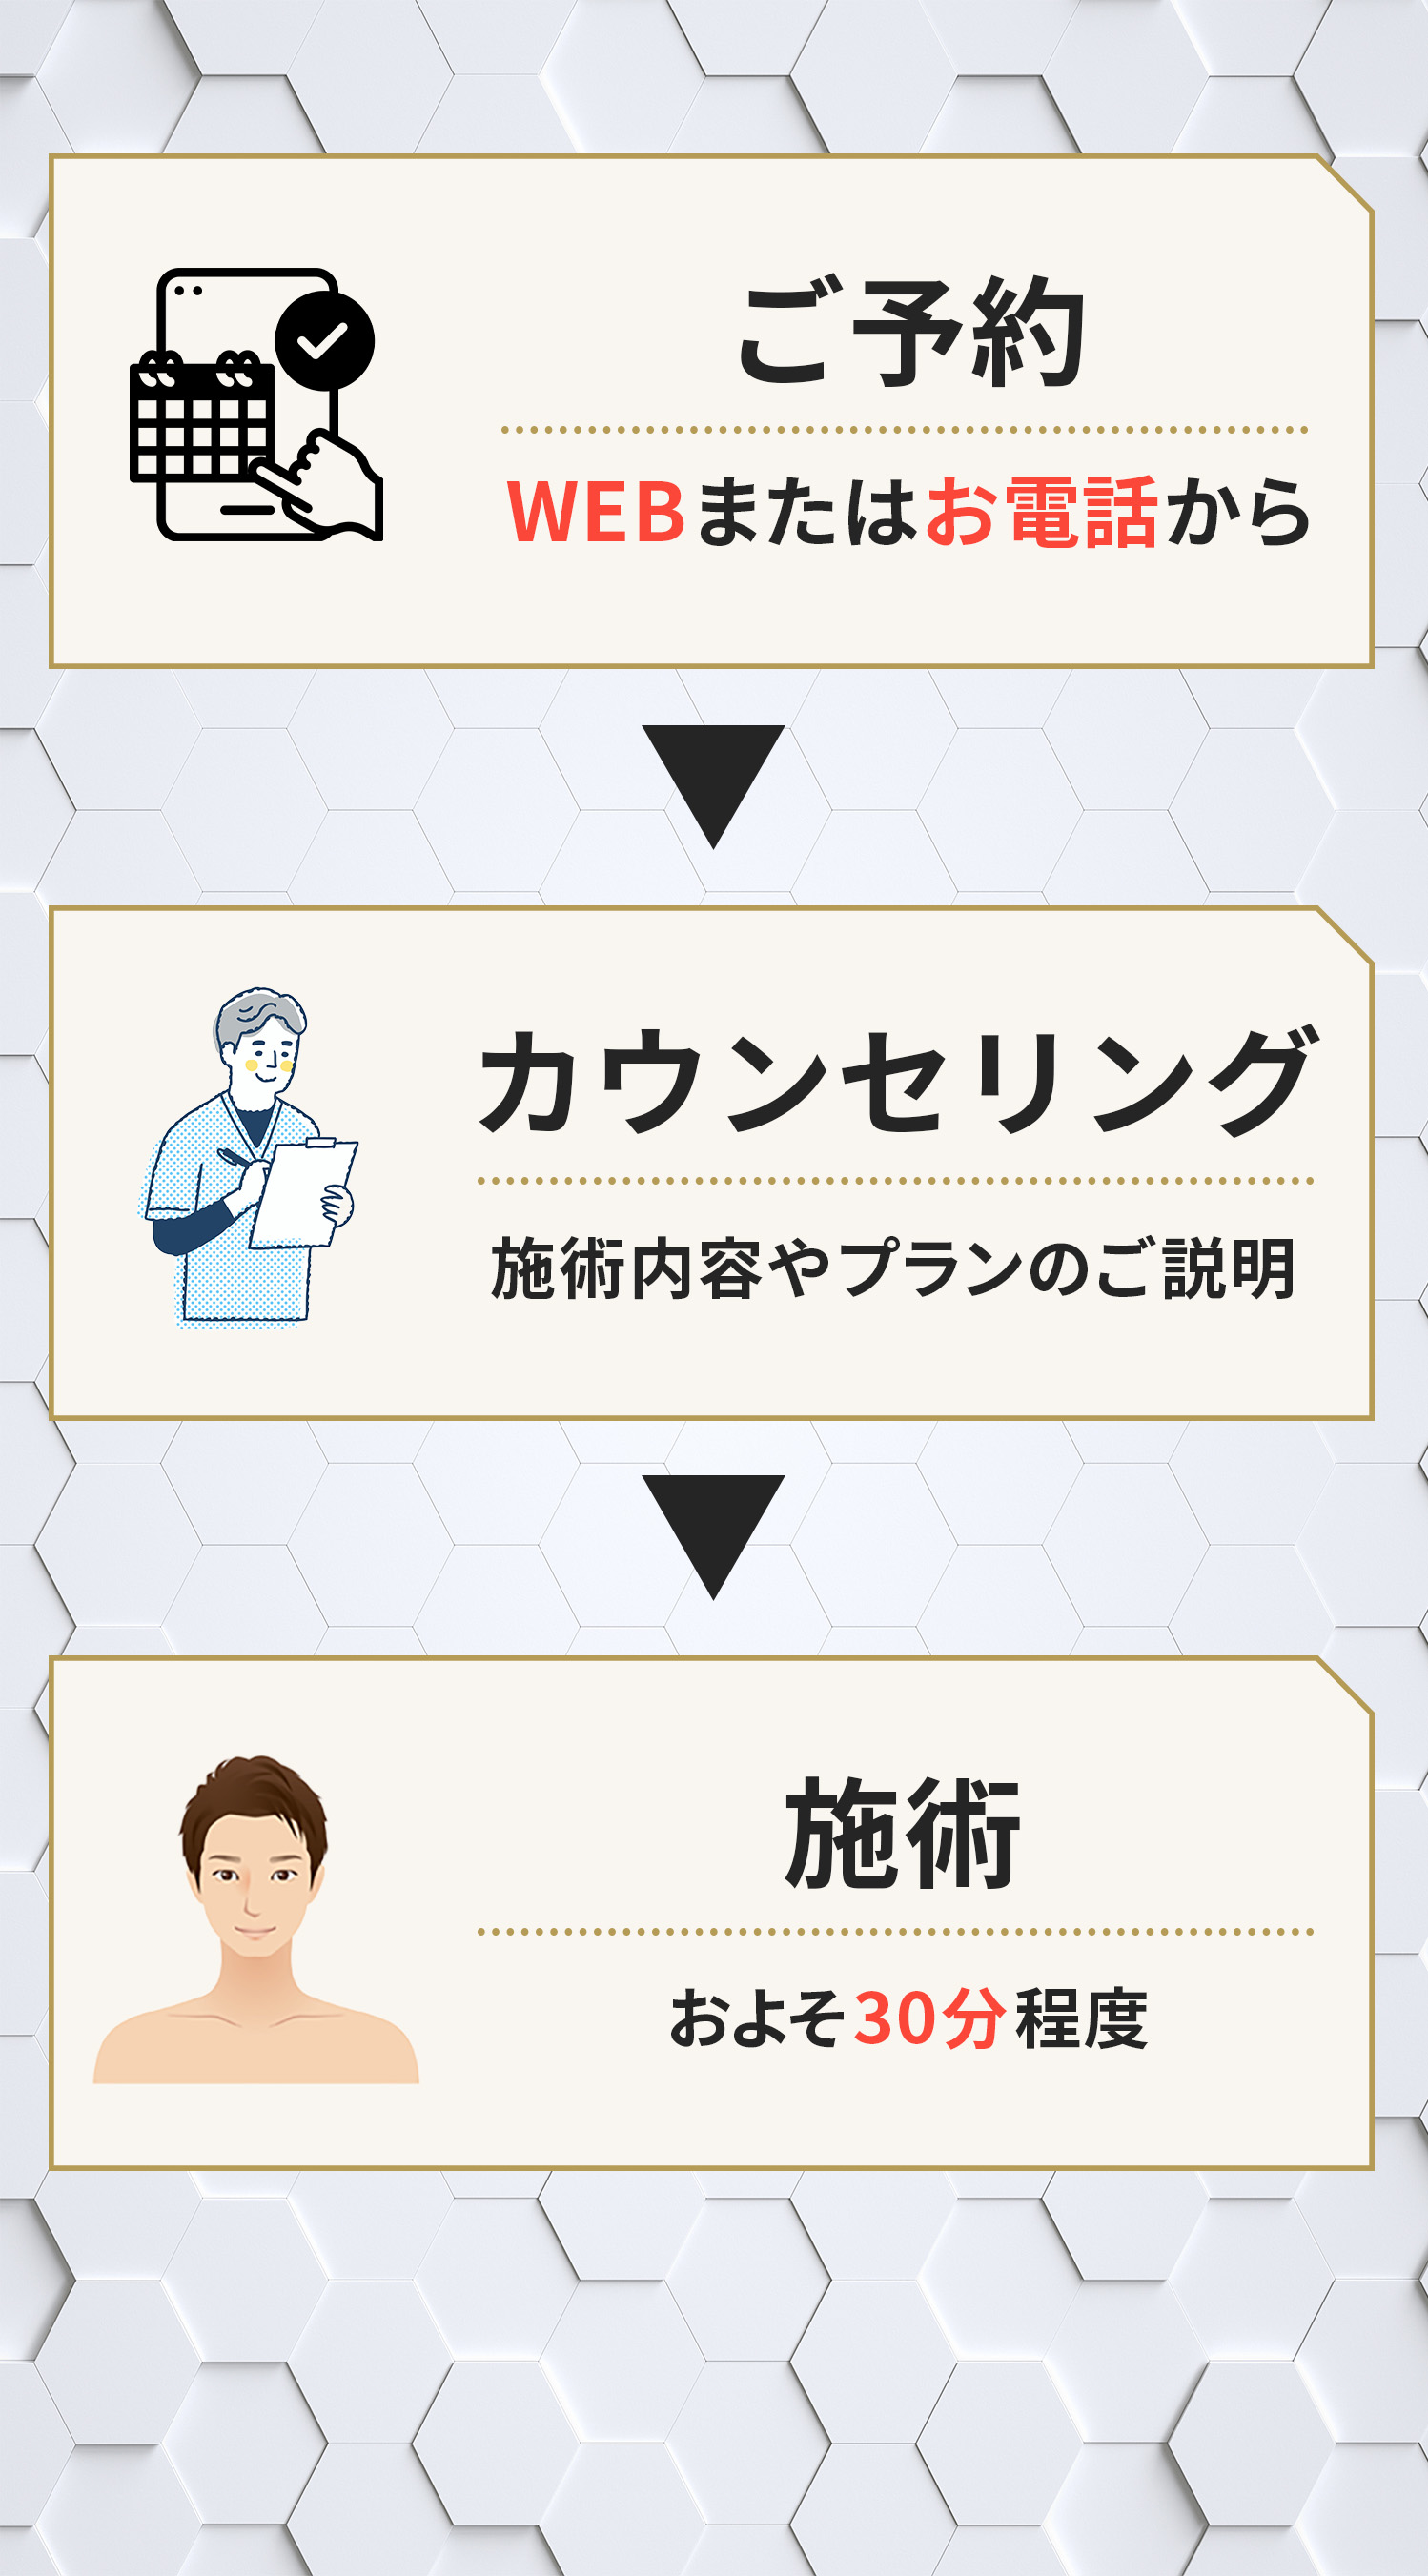 ご予約
WEBまたはお電話から
カウンセリング
施術内容やプランのご説明
施術
およそ30分程度